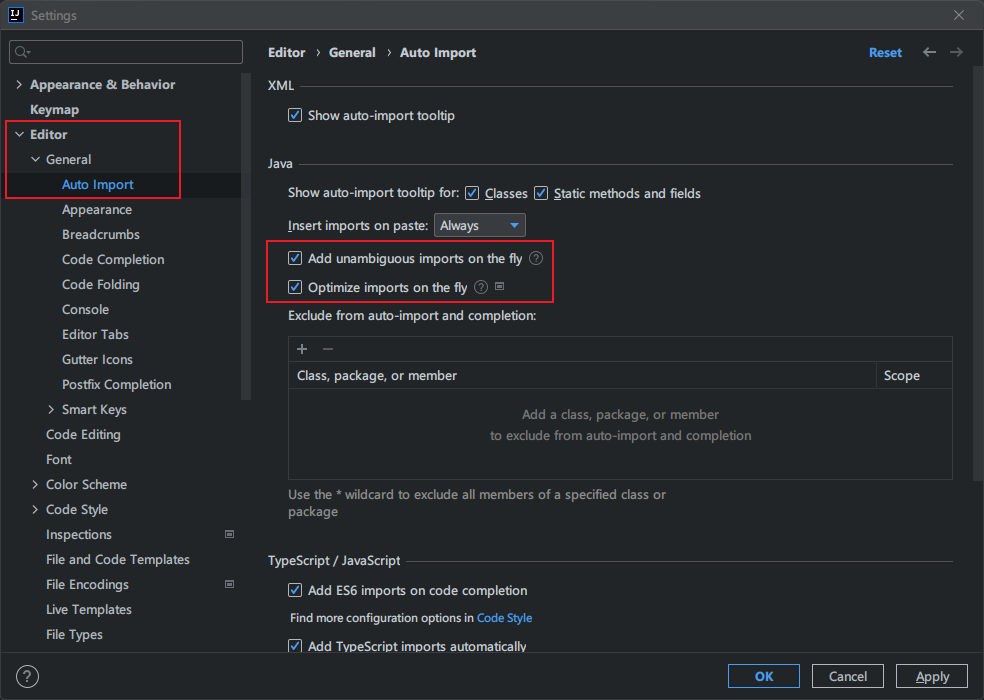 IJ
Settings
Appearance & Behavior
Keymap
Editor
General
Auto Import
Appearance
Breadcrumbs
Code Completion
Code Folding
Console
Editor Tabs
Gutter Icons
Postfix Completion
Smart Keys
Code Editing
Font
Color Scheme
Code Style
Inspections
File and Code Templates
File Encodings
Live Templates
File Types
Editor › General › Auto Import
Reset
XML
Show auto-import tooltip
Java
Show auto-import tooltip for: Classes Static methods and fields
Insert imports on paste: Always
Add unambiguous imports on the fly ?
Optimize imports on the fly ?
Exclude from auto-import and completion:
+ −
Class, package, or member Scope
Add a class, package, or member
to exclude from auto-import and completion
Use the * wildcard to exclude all members of a specified class or
package
TypeScript / JavaScript
Add ES6 imports on code completion
Find more configuration options in Code Style
Add TypeScript imports automatically
?
OK Cancel Apply